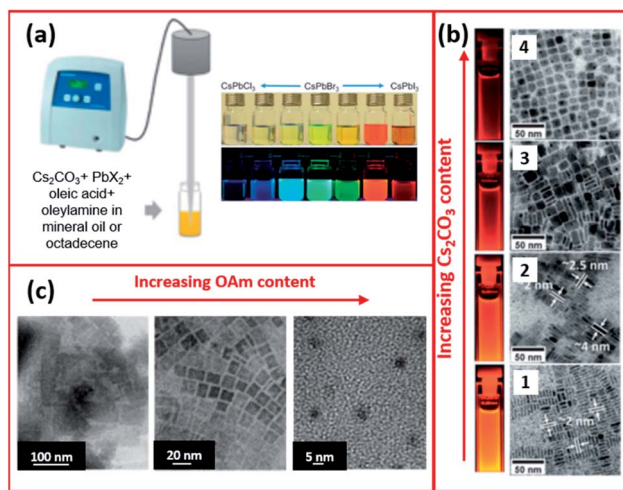 (a)
CsPbCl₃
CsPbBr₃
CsPbI₃
Cs₂CO₃+ PbX₂+
oleic acid+
oleylamine in
mineral oil or
octadecene
(b)
Increasing Cs₂CO₃ content
4
50 nm
3
50 nm
2
~2.5 nm
2 nm
~4 nm
50 nm
1
~2 nm
50 nm
(c)
Increasing OAm content
100 nm
20 nm
5 nm